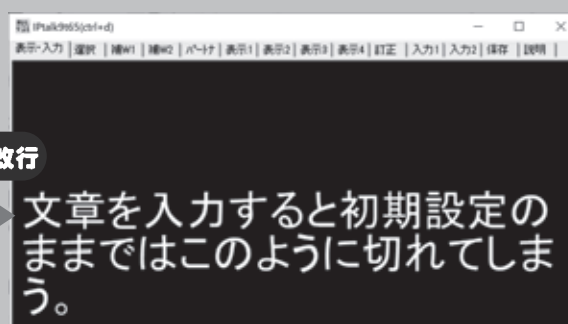 IPtalk9t65(ctrl+d)
表示・入力 選択 補W1 補W2 パートナ 表示1 表示2 表示3 表示4 訂正 入力1 入力2 保存 説明
改行
文章を入力すると初期設定の
ままではこのように切れてしま
う。